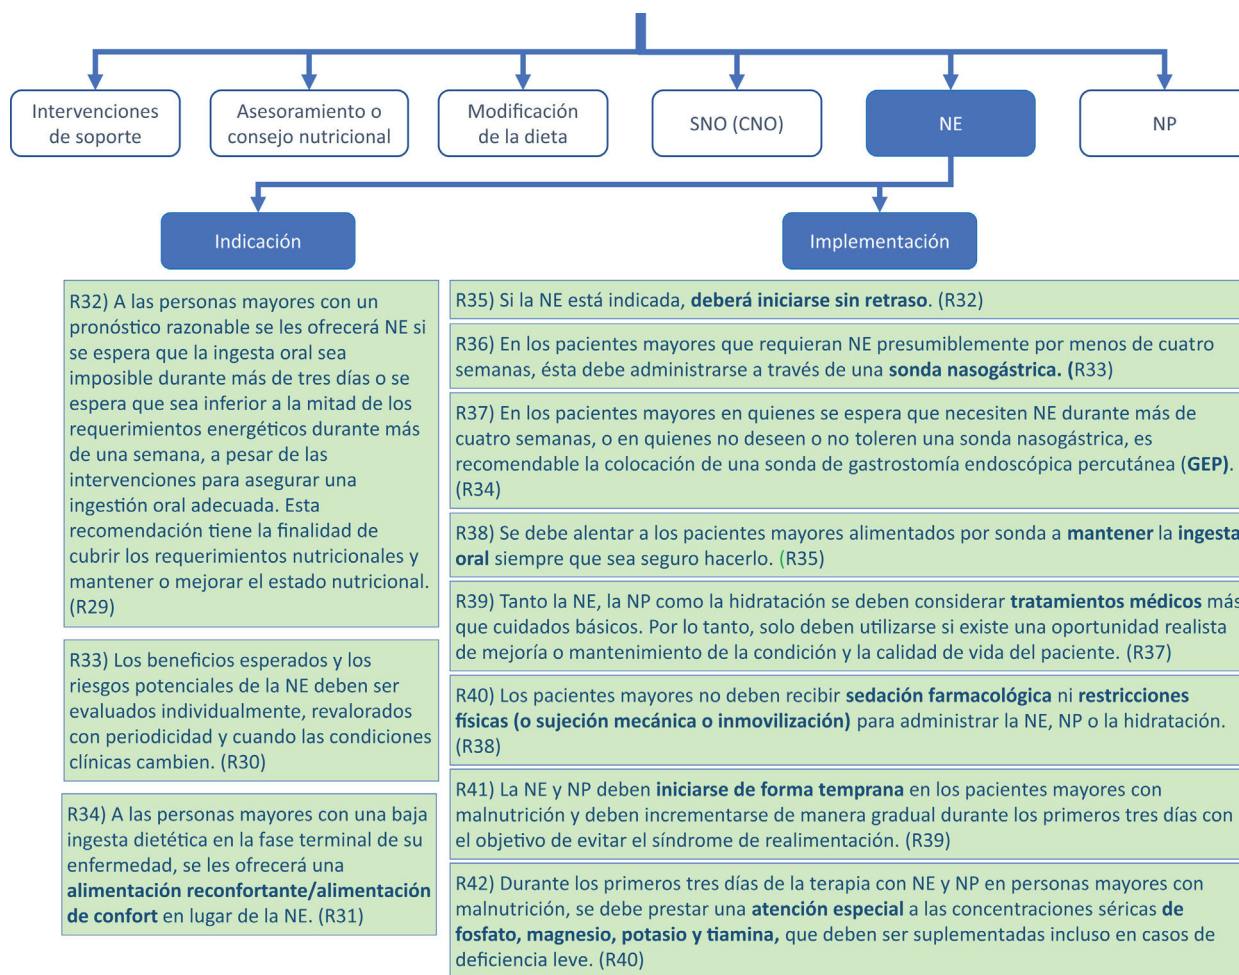 Intervenciones
de soporte
Asesoramiento o
consejo nutricional
Modificación
de la dieta
SNO (CNO)
NE
NP
Indicación
Implementación
R32) A las personas mayores con un
pronóstico razonable se les ofrecerá NE si
se espera que la ingesta oral sea
imposible durante más de tres días o se
espera que sea inferior a la mitad de los
requerimientos energéticos durante más
de una semana, a pesar de las
intervenciones para asegurar una
ingestión oral adecuada. Esta
recomendación tiene la finalidad de
cubrir los requerimientos nutricionales y
mantener o mejorar el estado nutricional.
(R29)
R33) Los beneficios esperados y los
riesgos potenciales de la NE deben ser
evaluados individualmente, revalorados
con periodicidad y cuando las condiciones
clínicas cambien. (R30)
R34) A las personas mayores con una baja
ingesta dietética en la fase terminal de su
enfermedad, se les ofrecerá una
alimentación reconfortante/alimentación
de confort en lugar de la NE. (R31)
R35) Si la NE está indicada, deberá iniciarse sin retraso. (R32)
R36) En los pacientes mayores que requieran NE presumiblemente por menos de cuatro
semanas, ésta debe administrarse a través de una sonda nasogástrica. (R33)
R37) En los pacientes mayores en quienes se espera que necesiten NE durante más de
cuatro semanas, o en quienes no deseen o no toleren una sonda nasogástrica, es
recomendable la colocación de una sonda de gastrostomía endoscópica percutánea (GEP).
(R34)
R38) Se debe alentar a los pacientes mayores alimentados por sonda a mantener la ingesta
oral siempre que sea seguro hacerlo. (R35)
R39) Tanto la NE, la NP como la hidratación se deben considerar tratamientos médicos más
que cuidados básicos. Por lo tanto, solo deben utilizarse si existe una oportunidad realista
de mejoría o mantenimiento de la condición y la calidad de vida del paciente. (R37)
R40) Los pacientes mayores no deben recibir sedación farmacológica ni restricciones
físicas (o sujeción mecánica o inmovilización) para administrar la NE, NP o la hidratación.
(R38)
R41) La NE y NP deben iniciarse de forma temprana en los pacientes mayores con
malnutrición y deben incrementarse de manera gradual durante los primeros tres días con
el objetivo de evitar el síndrome de realimentación. (R39)
R42) Durante los primeros tres días de la terapia con NE y NP en personas mayores con
malnutrición, se debe prestar una atención especial a las concentraciones séricas de
de fosfato, magnesio, potasio y tiamina, que deben ser suplementadas incluso en casos de
deficiencia leve. (R40)